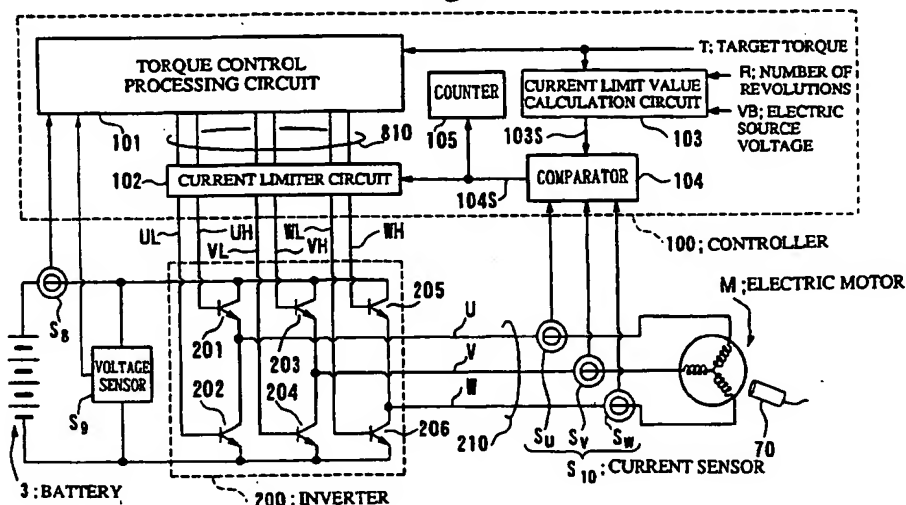 T; TARGET TORQUE
TORQUE CONTROL
PROCESSING CIRCUIT
COUNTER
CURRENT LIMIT VALUE
CALCULATION CIRCUIT
R; NUMBER OF
REVOLUTIONS
VB; ELECTRIC
SOURCE
VOLTAGE
101
810
105
103S
103
102
CURRENT LIMITER CIRCUIT
COMPARATOR
104
104S
UL
UH
VL
WL
VH
WH
100; CONTROLLER
M; ELECTRIC MOTOR
S8
201
203
205
U
V
W
VOLTAGE
SENSOR
S9
202
204
206
210
SU
SV
SW
70
S10; CURRENT SENSOR
3; BATTERY
200; INVERTER